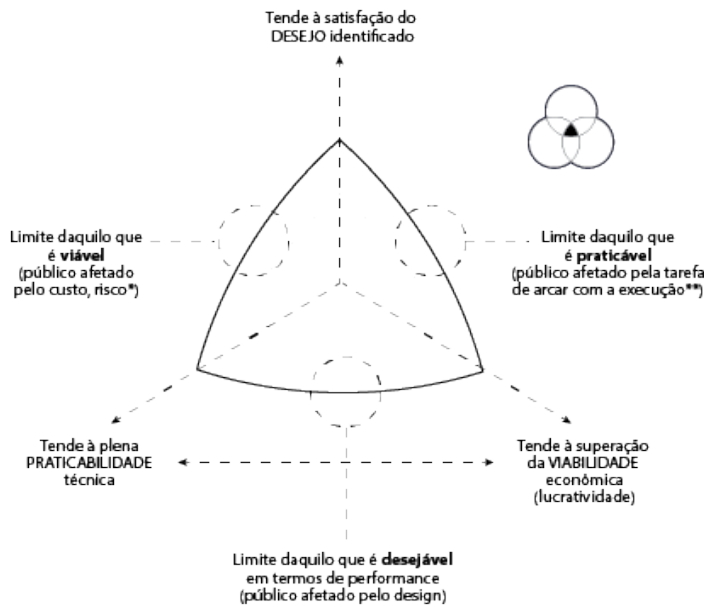 Tende à satisfação do
DESEJO identificado
Limite daquilo que
é viável
(público afetado
pelo custo, risco*)
Limite daquilo que
é praticável
(público afetado pela tarefa
de arcar com a execução**)
Tende à plena
PRATICABILIDADE
técnica
Tende à superação
da VIABILIDADE
econômica
(lucratividade)
Limite daquilo que é desejável
em termos de performance
(público afetado pelo design)